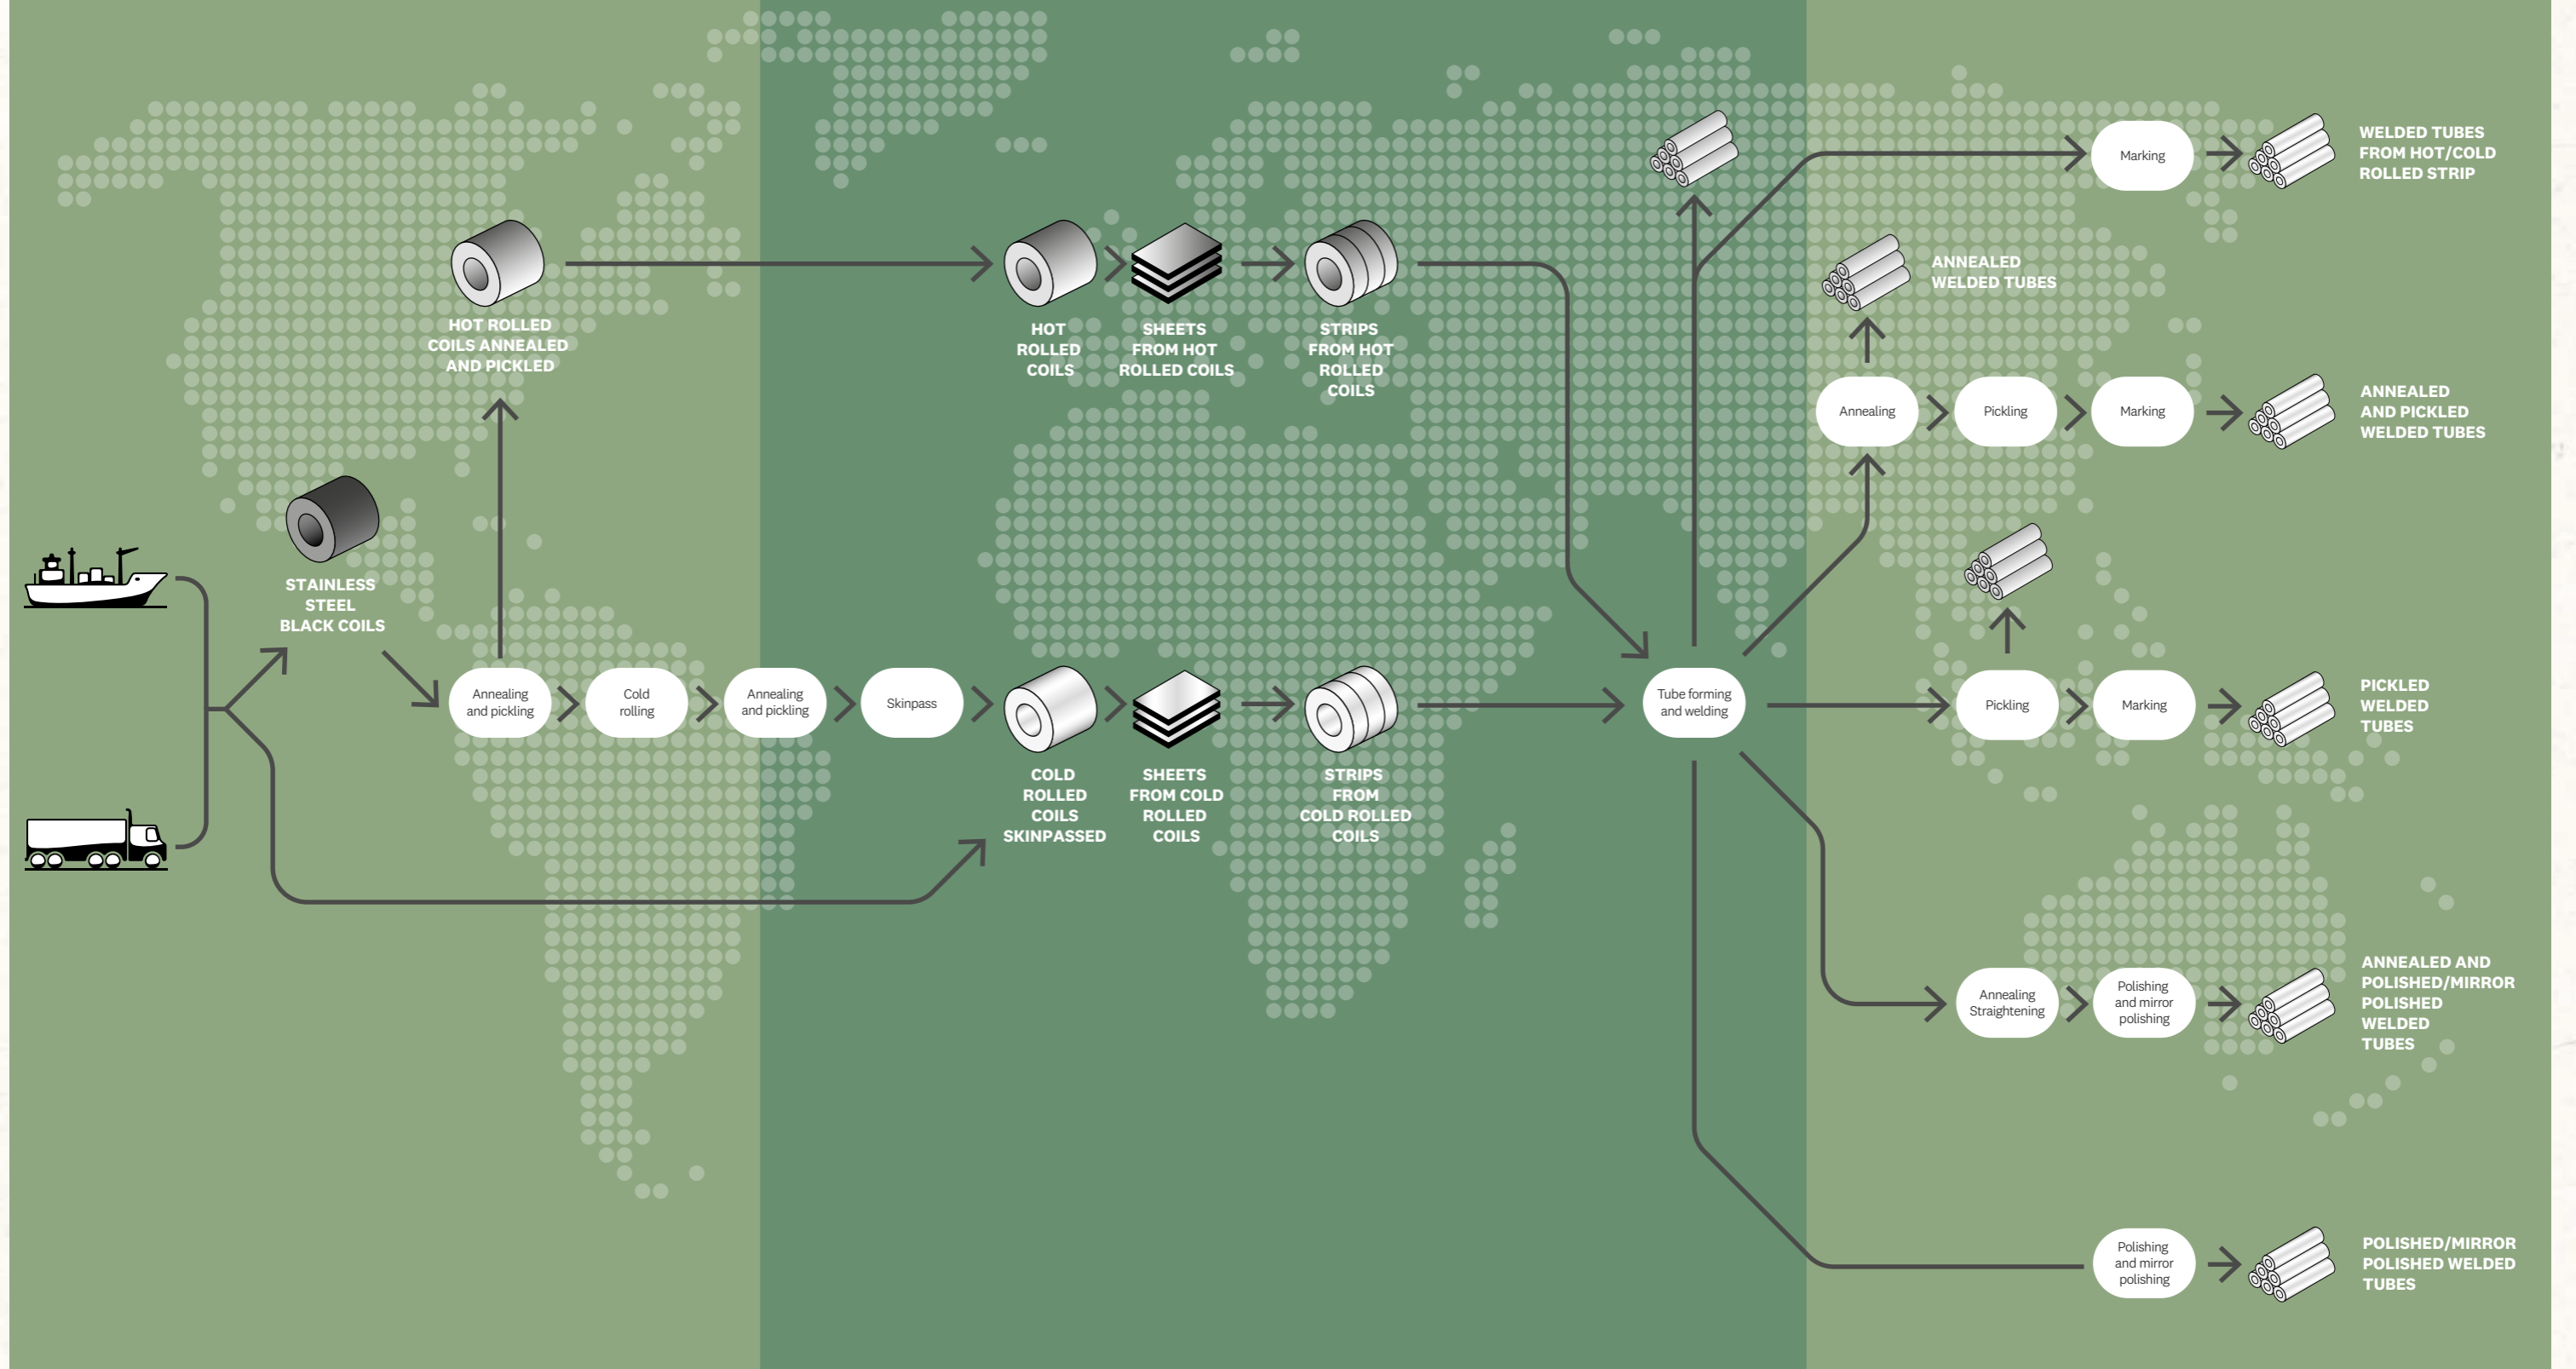 WELDED TUBES
FROM HOT/COLD
ROLLED STRIP
Marking
ANNEALED
WELDED TUBES
HOT ROLLED
COILS ANNEALED
AND PICKLED
HOT
ROLLED
COILS
SHEETS
FROM HOT
ROLLED COILS
STRIPS
FROM HOT
ROLLED
COILS
Annealing
Pickling
Marking
ANNEALED
AND PICKLED
WELDED TUBES
STAINLESS
STEEL
BLACK COILS
Annealing
and pickling
Cold
rolling
Annealing
and pickling
Skinpass
COLD
ROLLED
COILS
SKINPASSED
SHEETS
FROM COLD
ROLLED
COILS
STRIPS
FROM
COLD ROLLED
COILS
Tube forming
and welding
Pickling
Marking
PICKLED
WELDED
TUBES
Annealing
Straightening
Polishing
and mirror
polishing
ANNEALED AND
POLISHED/MIRROR
POLISHED
WELDED
TUBES
Polishing
and mirror
polishing
POLISHED/MIRROR
POLISHED WELDED
TUBES